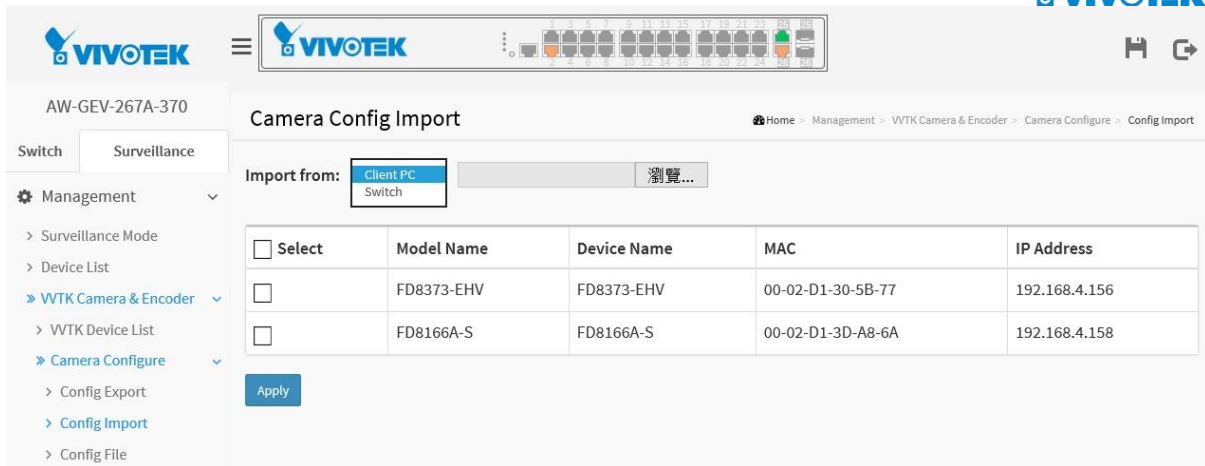 VIVOTEK
VIVOTEK
VIVOTEK
1 3 5 7 9 11 13 15 17 19 21 23 25 25
2 4 6 8 10 12 14 16 18 20 22 24 26 26
AW-GEV-267A-370
Switch Surveillance
Management
> Surveillance Mode
> Device List
» VVTK Camera & Encoder
> VVTK Device List
» Camera Configure
> Config Export
> Config Import
> Config File
Camera Config Import
Home > Management > VVTK Camera & Encoder > Camera Configure > Config Import
Import from: Client PC 瀏覽...
Switch
Select Model Name Device Name MAC IP Address
FD8373-EHV FD8373-EHV 00-02-D1-30-5B-77 192.168.4.156
FD8166A-S FD8166A-S 00-02-D1-3D-A8-6A 192.168.4.158
Apply